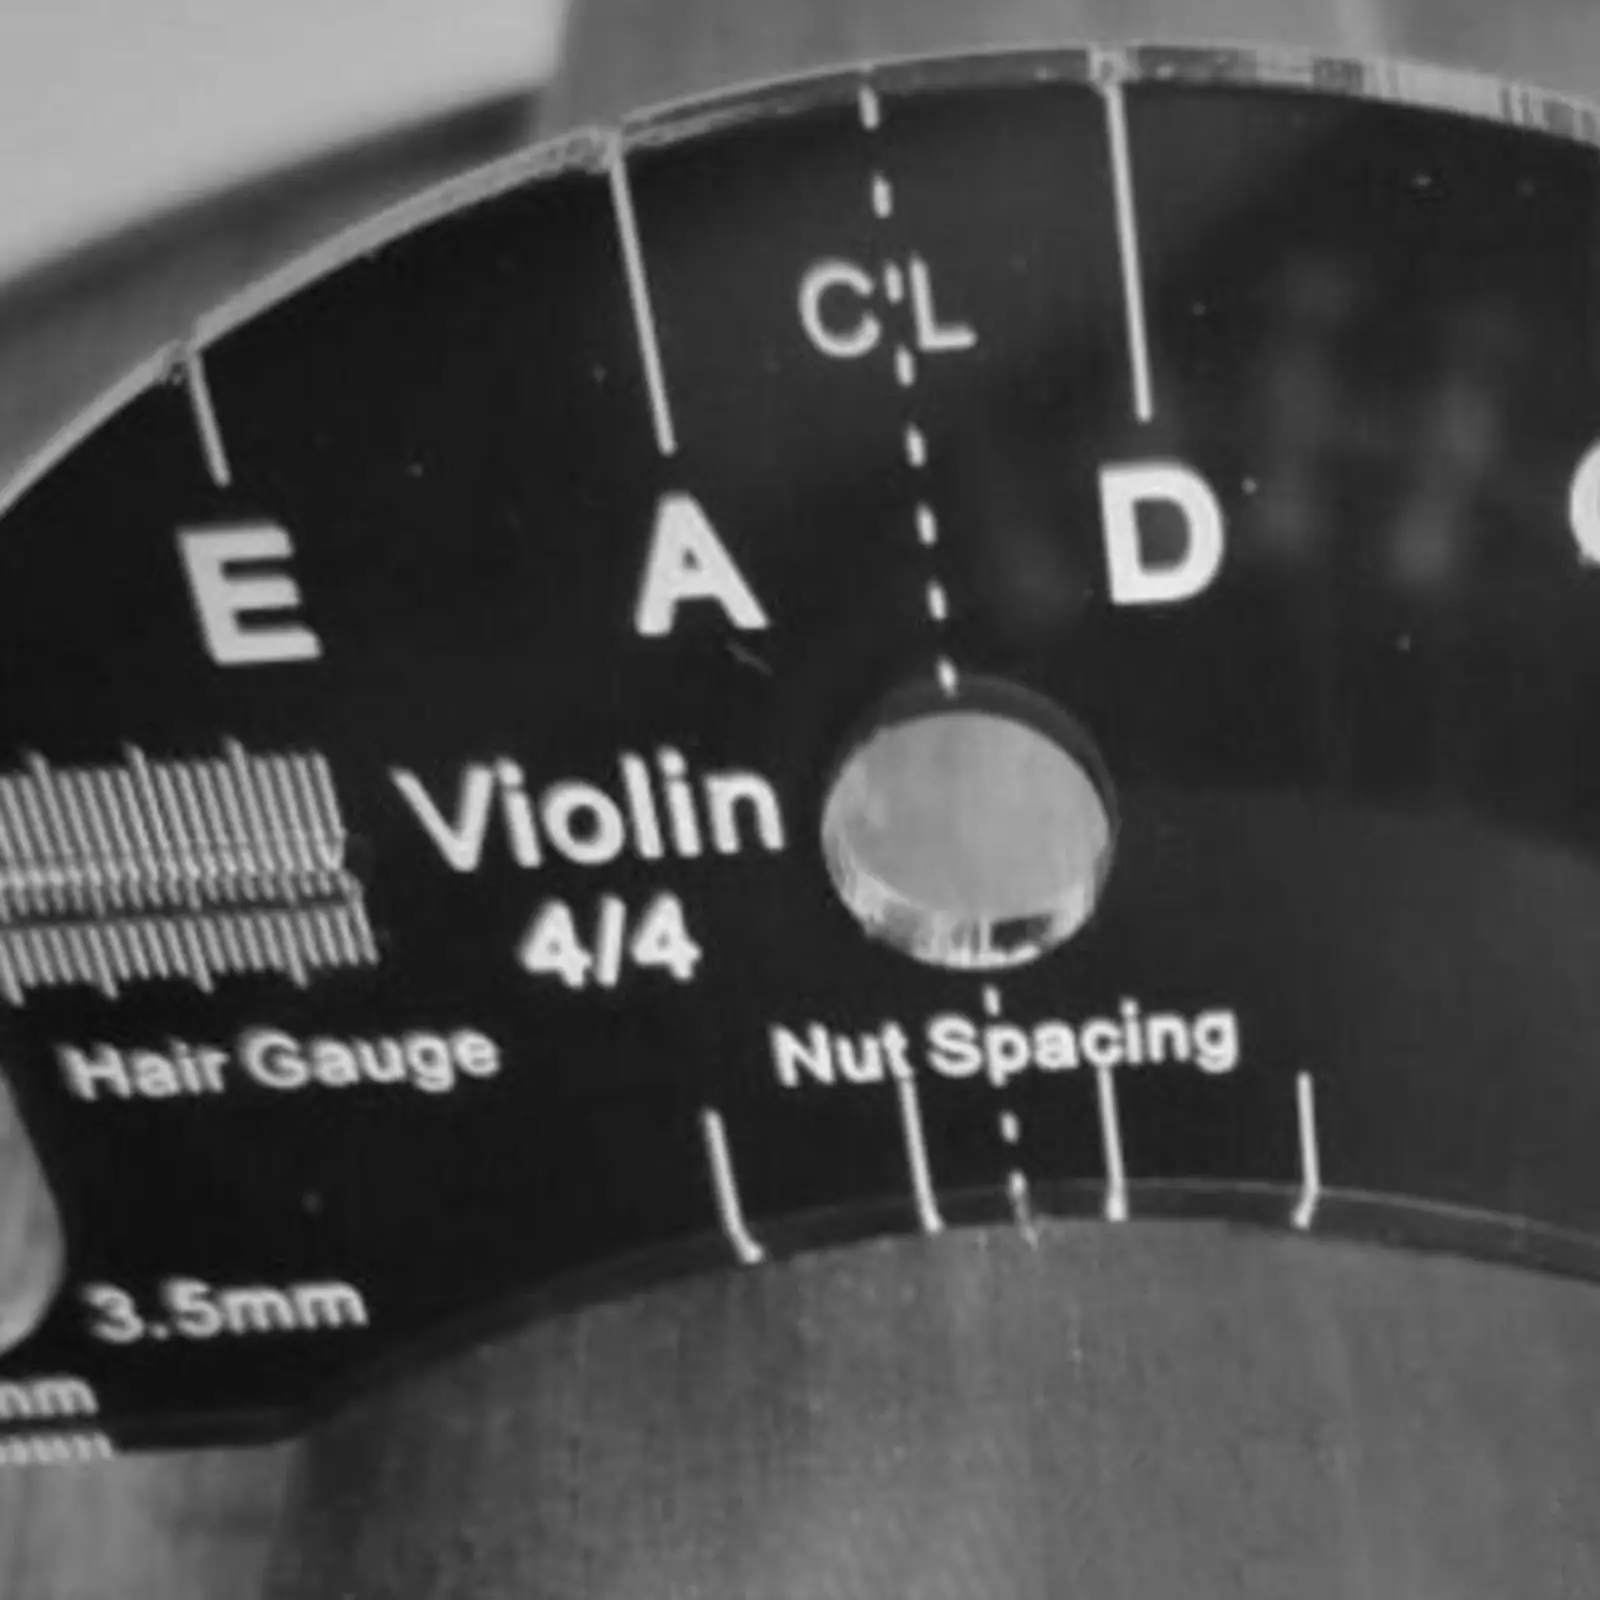 C L
E A D
Violin
4/4
Hair Gauge
Nut Spacing
3.5mm